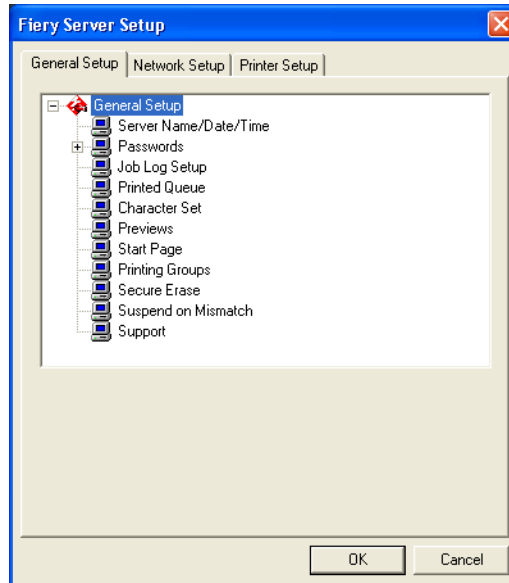 Fiery Server Setup
General Setup Network Setup Printer Setup
General Setup
Server Name/Date/Time
Passwords
Job Log Setup
Printed Queue
Character Set
Previews
Start Page
Printing Groups
Secure Erase
Suspend on Mismatch
Support
OK Cancel